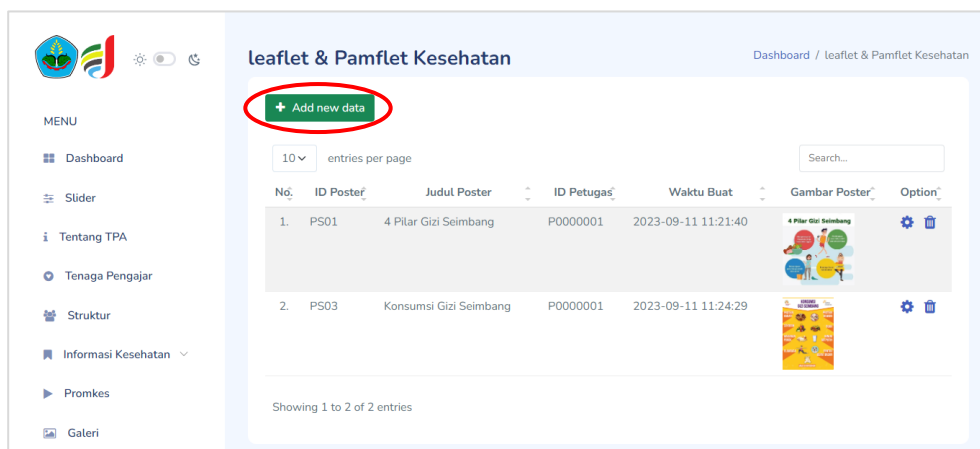 leaflet & Pamflet Kesehatan
Dashboard / leaflet & Pamflet Kesehatan
MENU
Dashboard
Slider
Tentang TPA
Tenaga Pengajar
Struktur
Informasi Kesehatan
Promkes
Galeri
+ Add new data
10 entries per page
Search...
No. ID Poster Judul Poster ID Petugas Waktu Buat Gambar Poster Option
1. PS01 4 Pilar Gizi Seimbang P0000001 2023-09-11 11:21:40
4 Pilar Gizi Seimbang
2. PS03 Konsumsi Gizi Seimbang P0000001 2023-09-11 11:24:29
KONSUMSI
GIZI SEIMBANG
Showing 1 to 2 of 2 entries